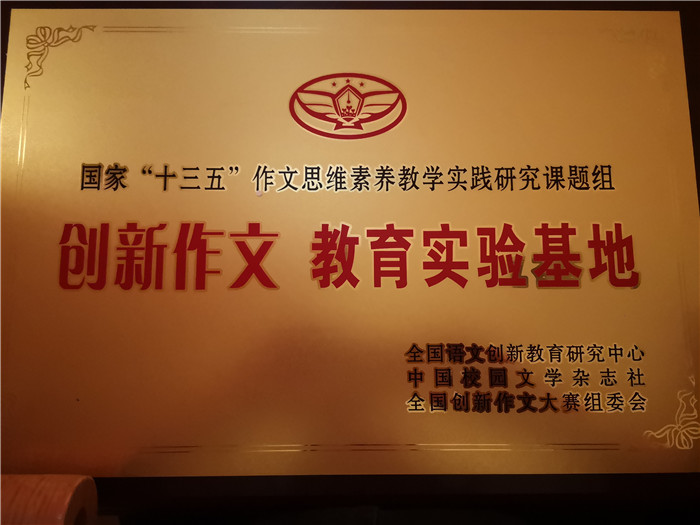 国家“十三五”作文思维素养教学实践研究课题组
创新作文 教育实验基地
全国语文创新教育研究中心
中国校园文学杂志社
全国创新作文大赛组委会